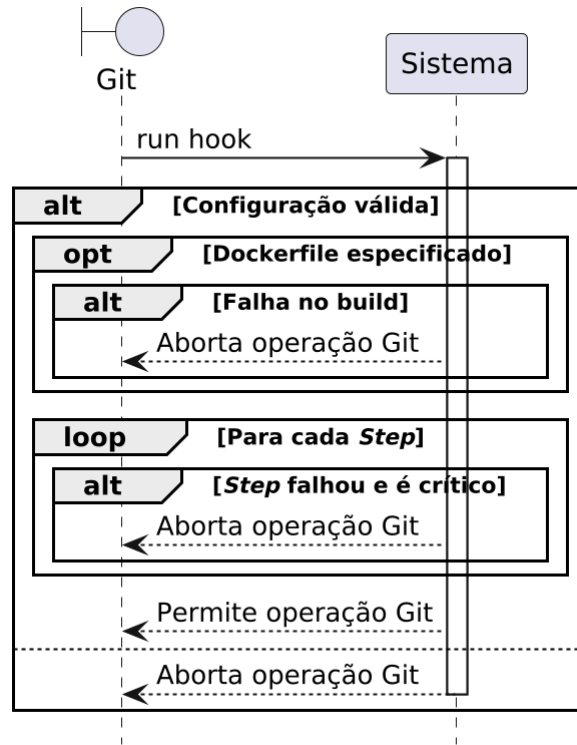 Git
Sistema
run hook
alt [Configuração válida]
opt [Dockerfile especificado]
alt [Falha no build]
Aborta operação Git
loop [Para cada Step]
alt [Step falhou e é crítico]
Aborta operação Git
Permite operação Git
Aborta operação Git